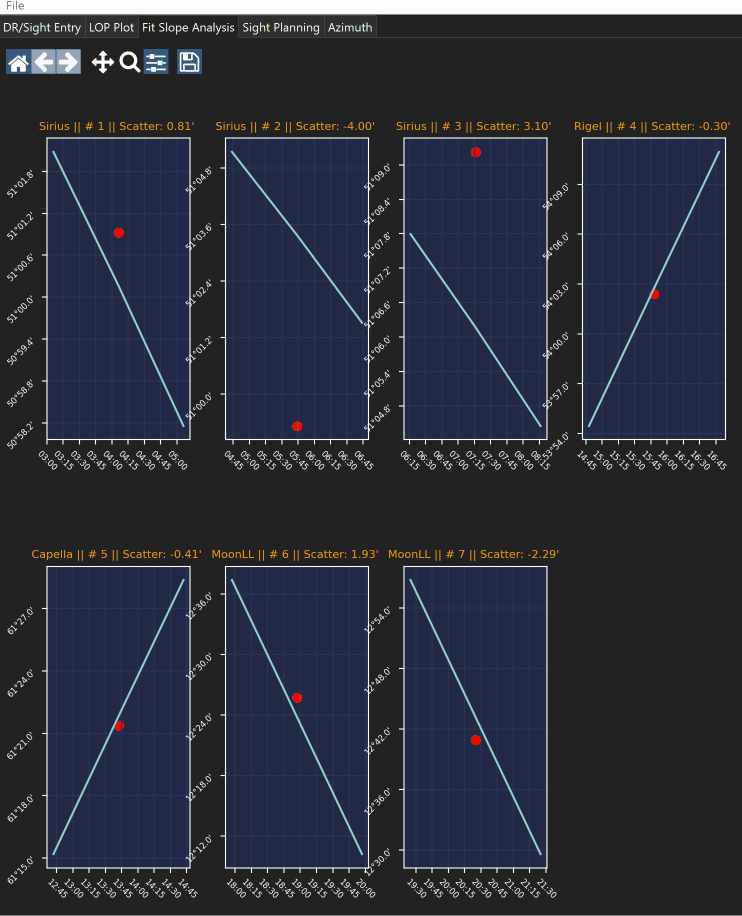 File
DR/Sight Entry LOP Plot Fit Slope Analysis Sight Planning Azimuth
Sirius || # 1 || Scatter: 0.81'
51°01.8'
51°01.2'
51°00.6'
51°00.0'
50°59.4'
50°58.8'
50°58.2'
03:00 03:15 03:30 03:45 04:00 04:15 04:30 04:45 05:00
Sirius || # 2 || Scatter: -4.00'
51°04.8'
51°03.6'
51°02.4'
51°01.2'
51°00.0'
04:45 05:00 05:15 05:30 05:45 06:00 06:15 06:30 06:45
Sirius || # 3 || Scatter: 3.10'
51°09.0'
51°08.4'
51°07.8'
51°07.2'
51°06.6'
51°06.0'
51°05.4'
51°04.8'
06:15 06:30 06:45 07:00 07:15 07:30 07:45 08:00 08:15
Rigel || # 4 || Scatter: -0.30'
54°09.0'
54°06.0'
54°03.0'
54°00.0'
53°57.0'
53°54.0'
14:45 15:00 15:15 15:30 15:45 16:00 16:15 16:30 16:45
Capella || # 5 || Scatter: -0.41'
61°27.0'
61°24.0'
61°21.0'
61°18.0'
61°15.0'
12:45 13:00 13:15 13:30 13:45 14:00 14:15 14:30 14:45
MoonLL || # 6 || Scatter: 1.93'
12°36.0'
12°30.0'
12°24.0'
12°18.0'
12°12.0'
18:00 18:15 18:30 18:45 19:00 19:15 19:30 19:45 20:00
MoonLL || # 7 || Scatter: -2.29'
12°54.0'
12°48.0'
12°42.0'
12°36.0'
12°30.0'
19:30 19:45 20:00 20:15 20:30 20:45 21:00 21:15 21:30